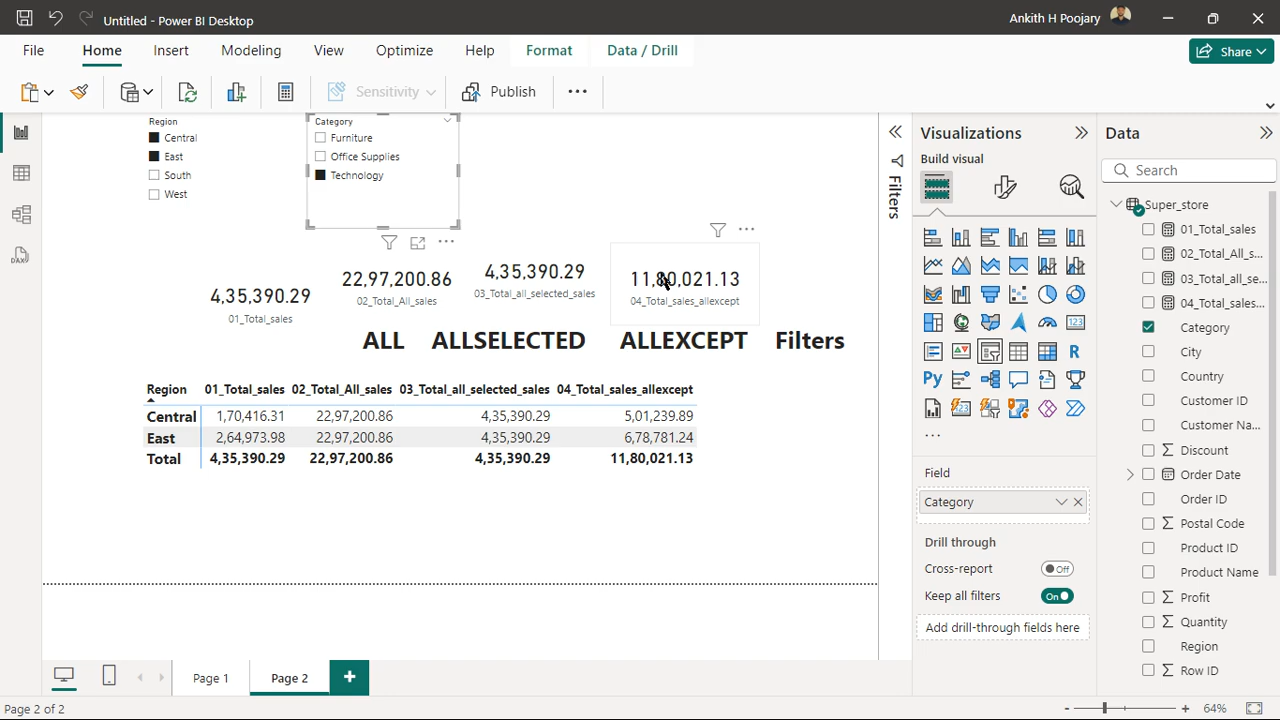 Untitled - Power BI Desktop
Ankith H Poojary
File Home Insert Modeling View Optimize Help Format Data / Drill
Share
Sensitivity
Publish
Region
Central
East
South
West
Category
Furniture
Office Supplies
Technology
4,35,390.29
01_Total_sales
22,97,200.86
02_Total_All_sales
4,35,390.29
03_Total_all_selected_sales
11,80,021.13
04_Total_sales_allexcept
ALL ALLSELECTED ALLEXCEPT Filters
Region 01_Total_sales 02_Total_All_sales 03_Total_all_selected_sales 04_Total_sales_allexcept
Central 1,70,416.31 22,97,200.86 4,35,390.29 5,01,239.89
East 2,64,973.98 22,97,200.86 4,35,390.29 6,78,781.24
Total 4,35,390.29 22,97,200.86 4,35,390.29 11,80,021.13
Filters
Visualizations
Build visual
123
R
Py
Field
Category
Drill through
Cross-report
Off
Keep all filters
On
Add drill-through fields here
Data
Search
Super_store
01_Total_sales
02_Total_All_s...
03_Total_all_se...
04_Total_sales...
Category
City
Country
Customer ID
Customer Na...
Discount
Order Date
Order ID
Postal Code
Product ID
Product Name
Profit
Quantity
Region
Row ID
Page 1
Page 2
Page 2 of 2
64%